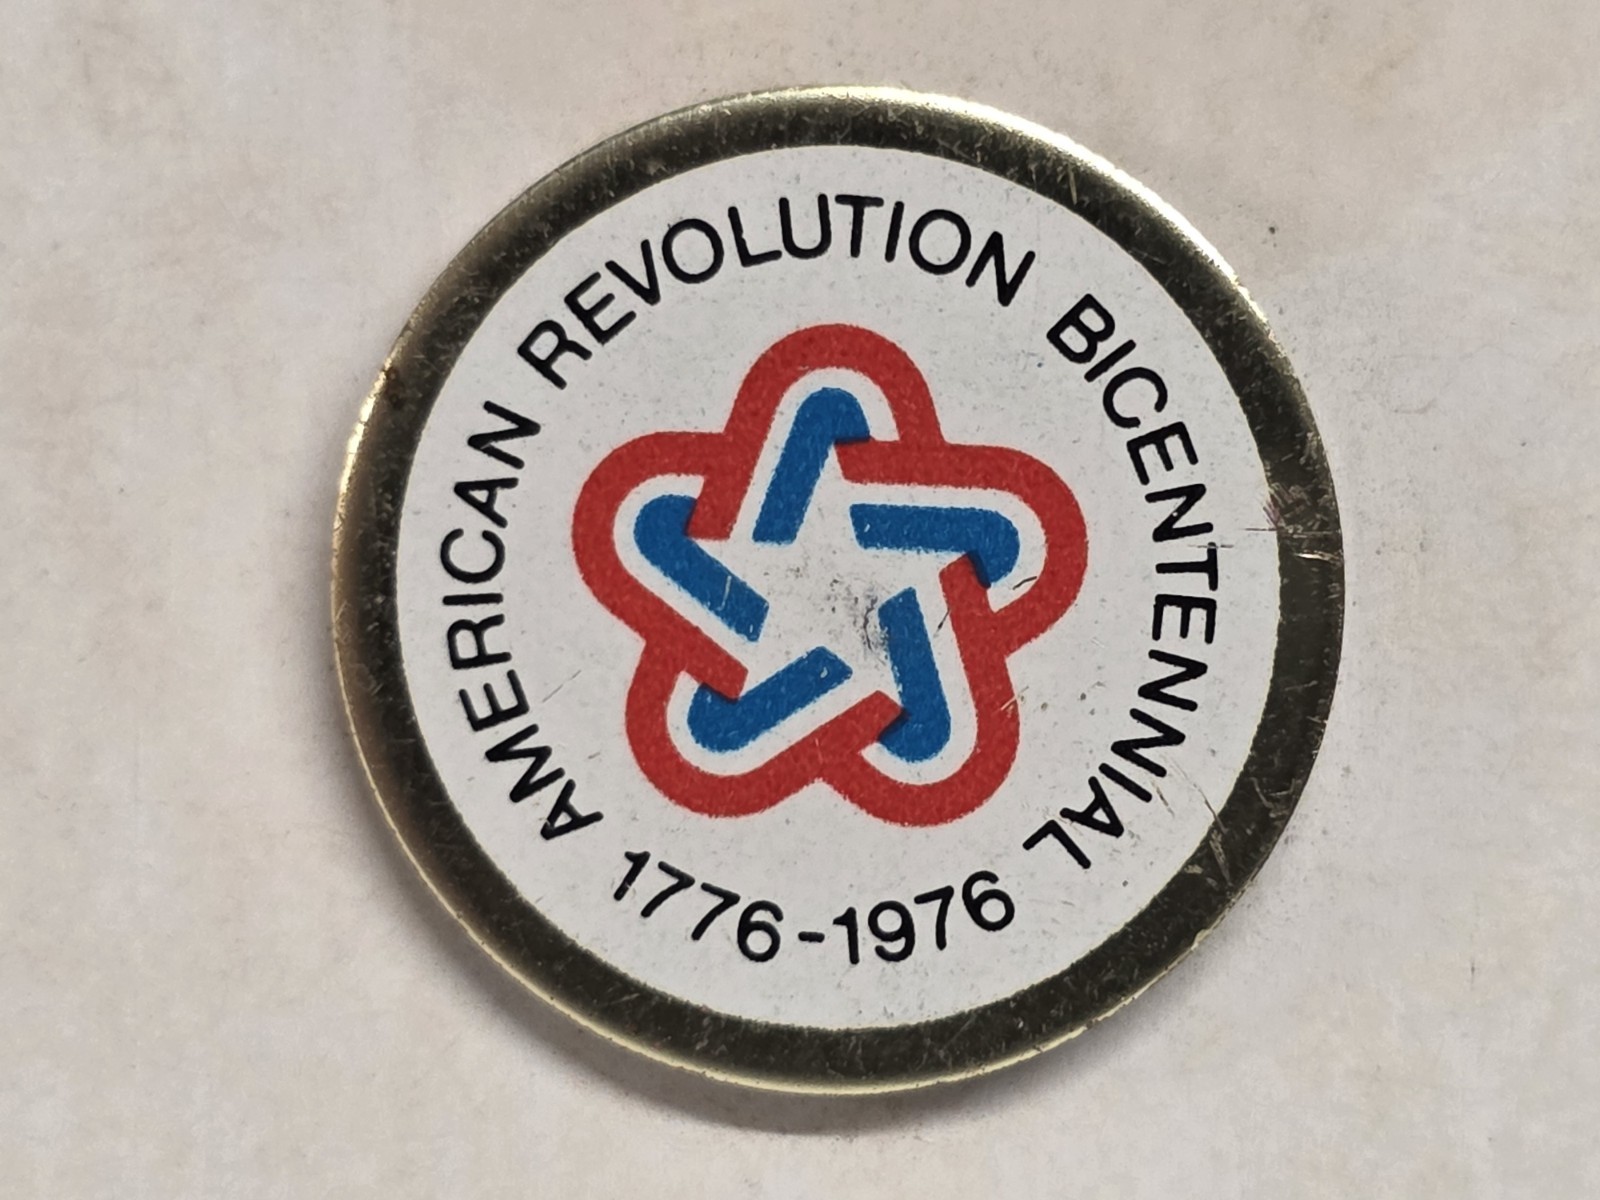 AMERICAN REVOLUTION BICENTENNIAL
1776-1976